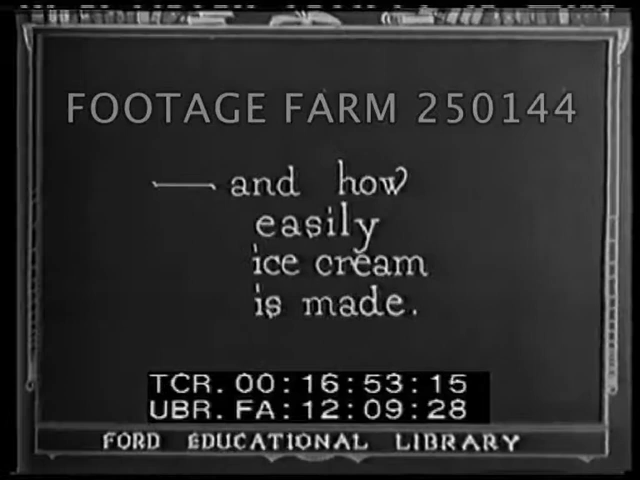 FOOTAGE FARM 250144
— and how
easily
ice cream
is made.
TCR. 00:16:53:15
UBR. FA:12:09:28
FORD EDUCATIONAL LIBRARY